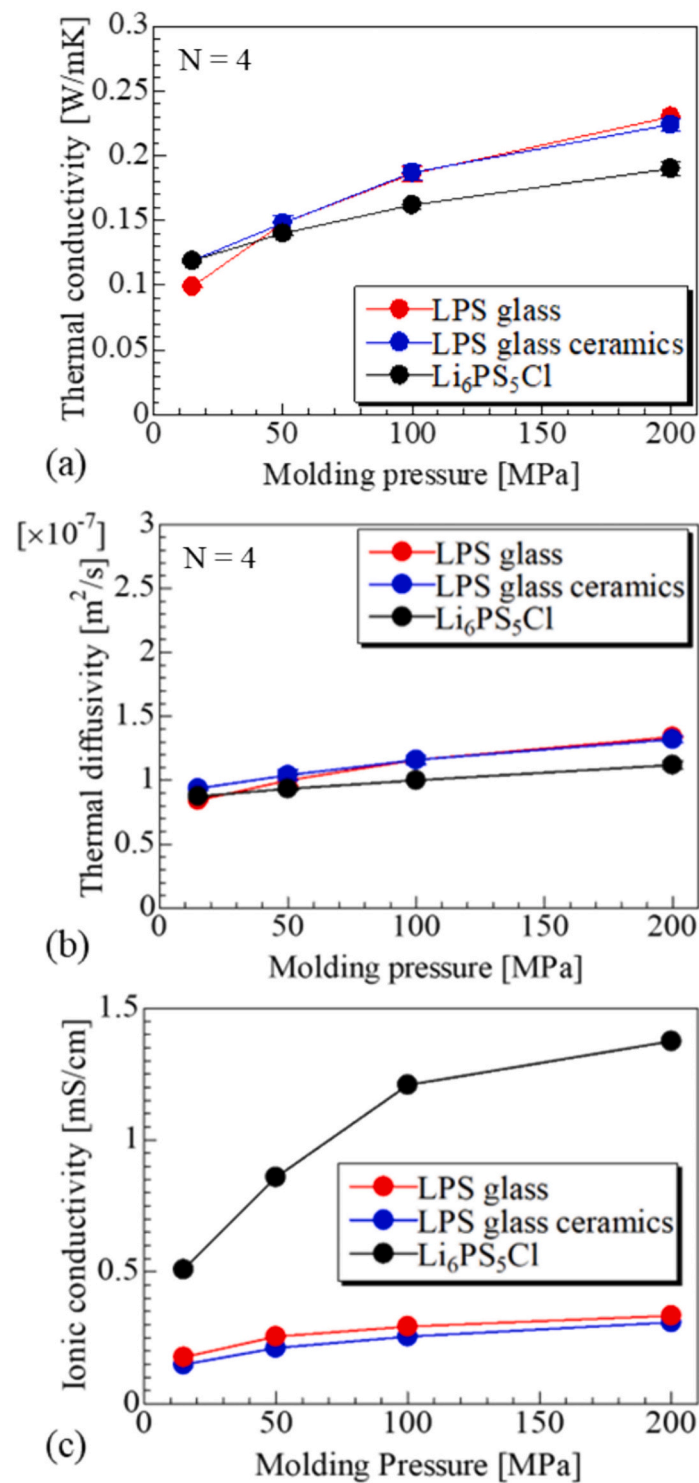 Thermal conductivity [W/mK]
0.3
0.25
0.2
0.15
0.1
0.05
0
N = 4
LPS glass
LPS glass ceramics
Li₆PS₅Cl
0 50 100 150 200
Molding pressure [MPa]
(a)
[×10⁻⁷
Thermal diffusivity [m²/s]
3
2.5
2
1.5
1
0.5
0
N = 4
LPS glass
LPS glass ceramics
Li₆PS₅Cl
0 50 100 150 200
Molding pressure [MPa]
(b)
Ionic conductivity [mS/cm]
1.5
1
0.5
0
LPS glass
LPS glass ceramics
Li₆PS₅Cl
0 50 100 150 200
Molding Pressure [MPa]
(c)